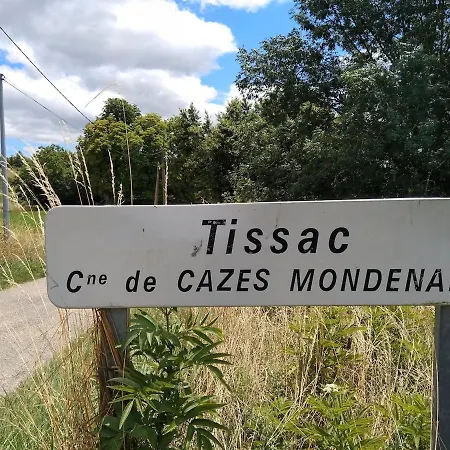 Tissac
Cne de CAZES MONDENA